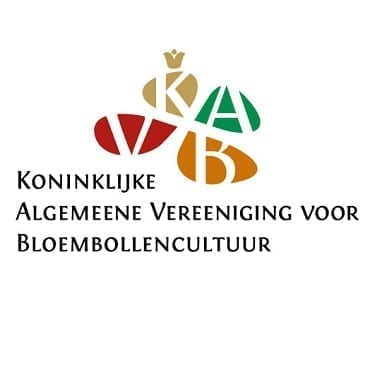 K A
V B
KONINKLIJKE
ALGEMEENE VEREENIGING VOOR
BLOEMBOLLENCULTUUR